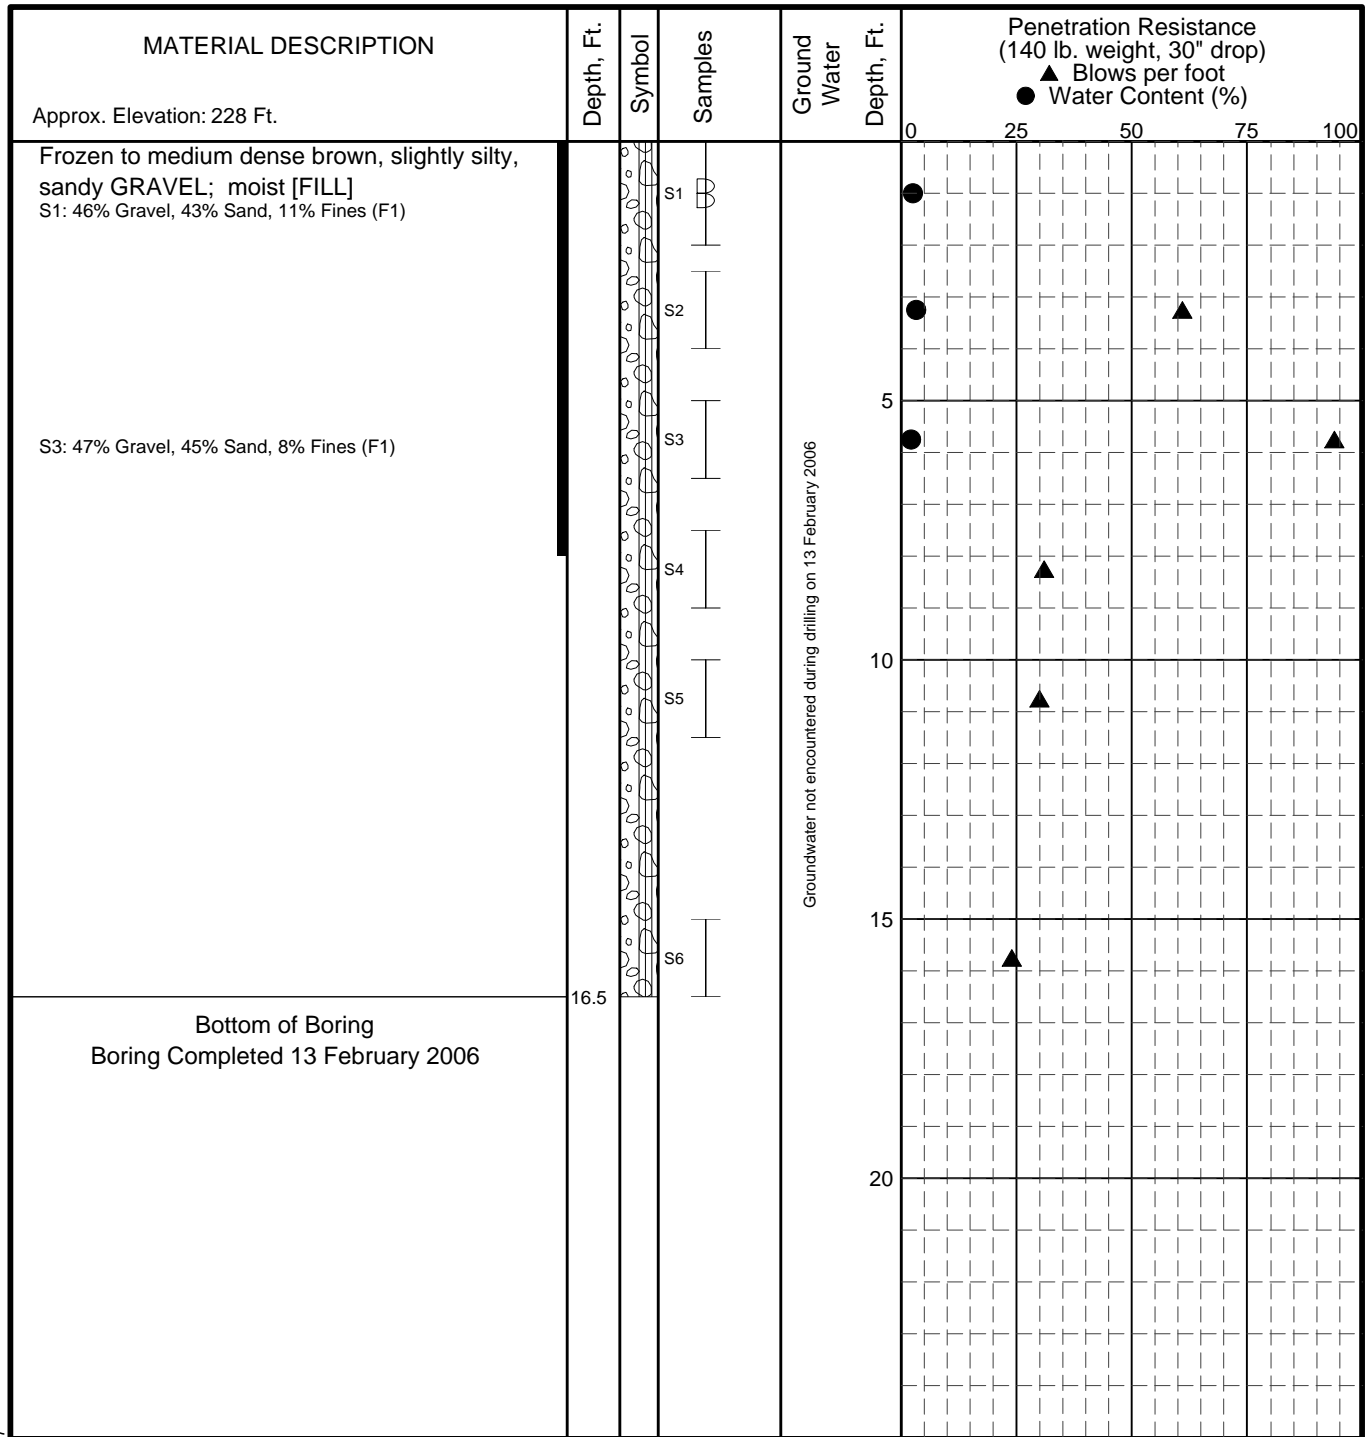 MATERIAL DESCRIPTION
Approx. Elevation: 228 Ft.
Depth, Ft.
Symbol
Samples
Ground
Water
Depth, Ft.
Penetration Resistance
(140 lb. weight, 30" drop)
▲ Blows per foot
● Water Content (%)
0 25 50 75 100
Frozen to medium dense brown, slightly silty,
sandy GRAVEL; moist [FILL]
S1: 46% Gravel, 43% Sand, 11% Fines (F1)
S1
B
S2
5
S3: 47% Gravel, 45% Sand, 8% Fines (F1)
S3
Groundwater not encountered during drilling on 13 February 2006
S4
10
S5
15
S6
16.5
Bottom of Boring
Boring Completed 13 February 2006
20